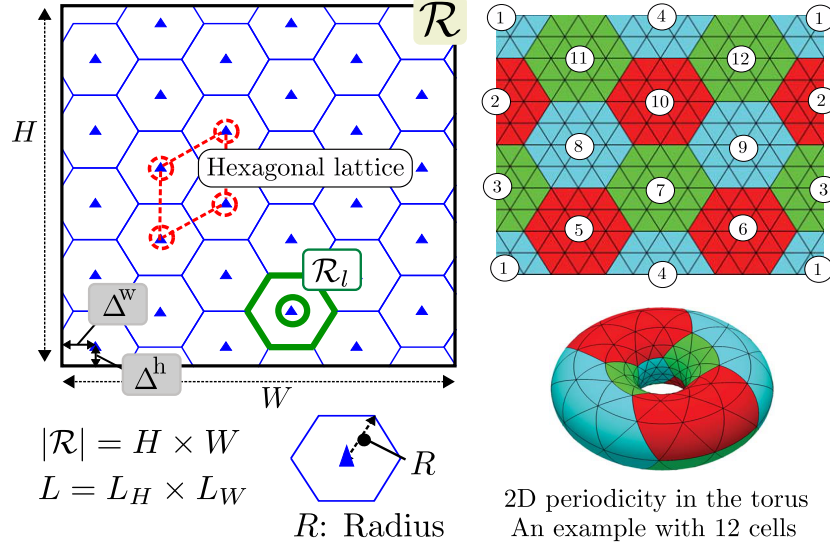 H
R
Hexagonal lattice
R_l
Δ^w
Δ^h
W
|R| = H × W
L = L_H × L_W
R
R: Radius
1
4
1
11
12
2
10
2
8
9
3
7
3
5
6
1
4
1
2D periodicity in the torus
An example with 12 cells